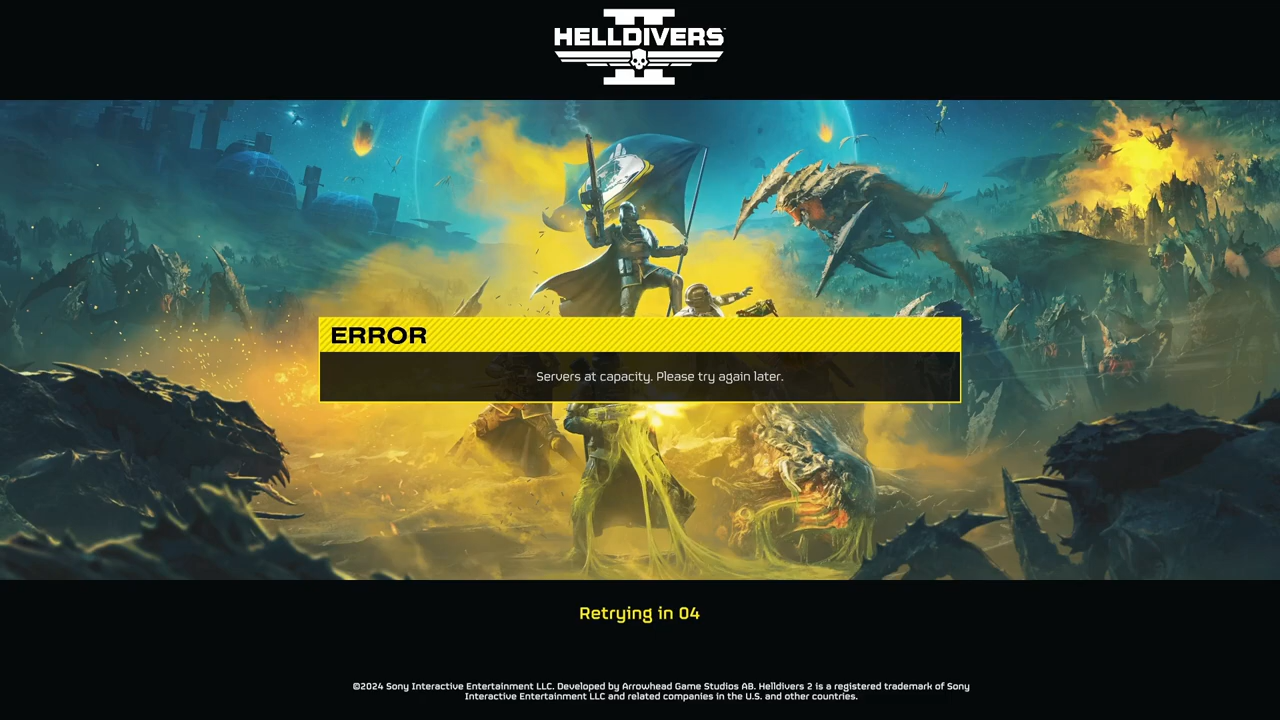 II
HELLDIVERS
ERROR
Servers at capacity. Please try again later.
Retrying in 04
©2024 Sony Interactive Entertainment LLC. Developed by Arrowhead Game Studios AB. Helldivers 2 is a registered trademark of Sony
Interactive Entertainment LLC and related companies in the U.S. and other countries.